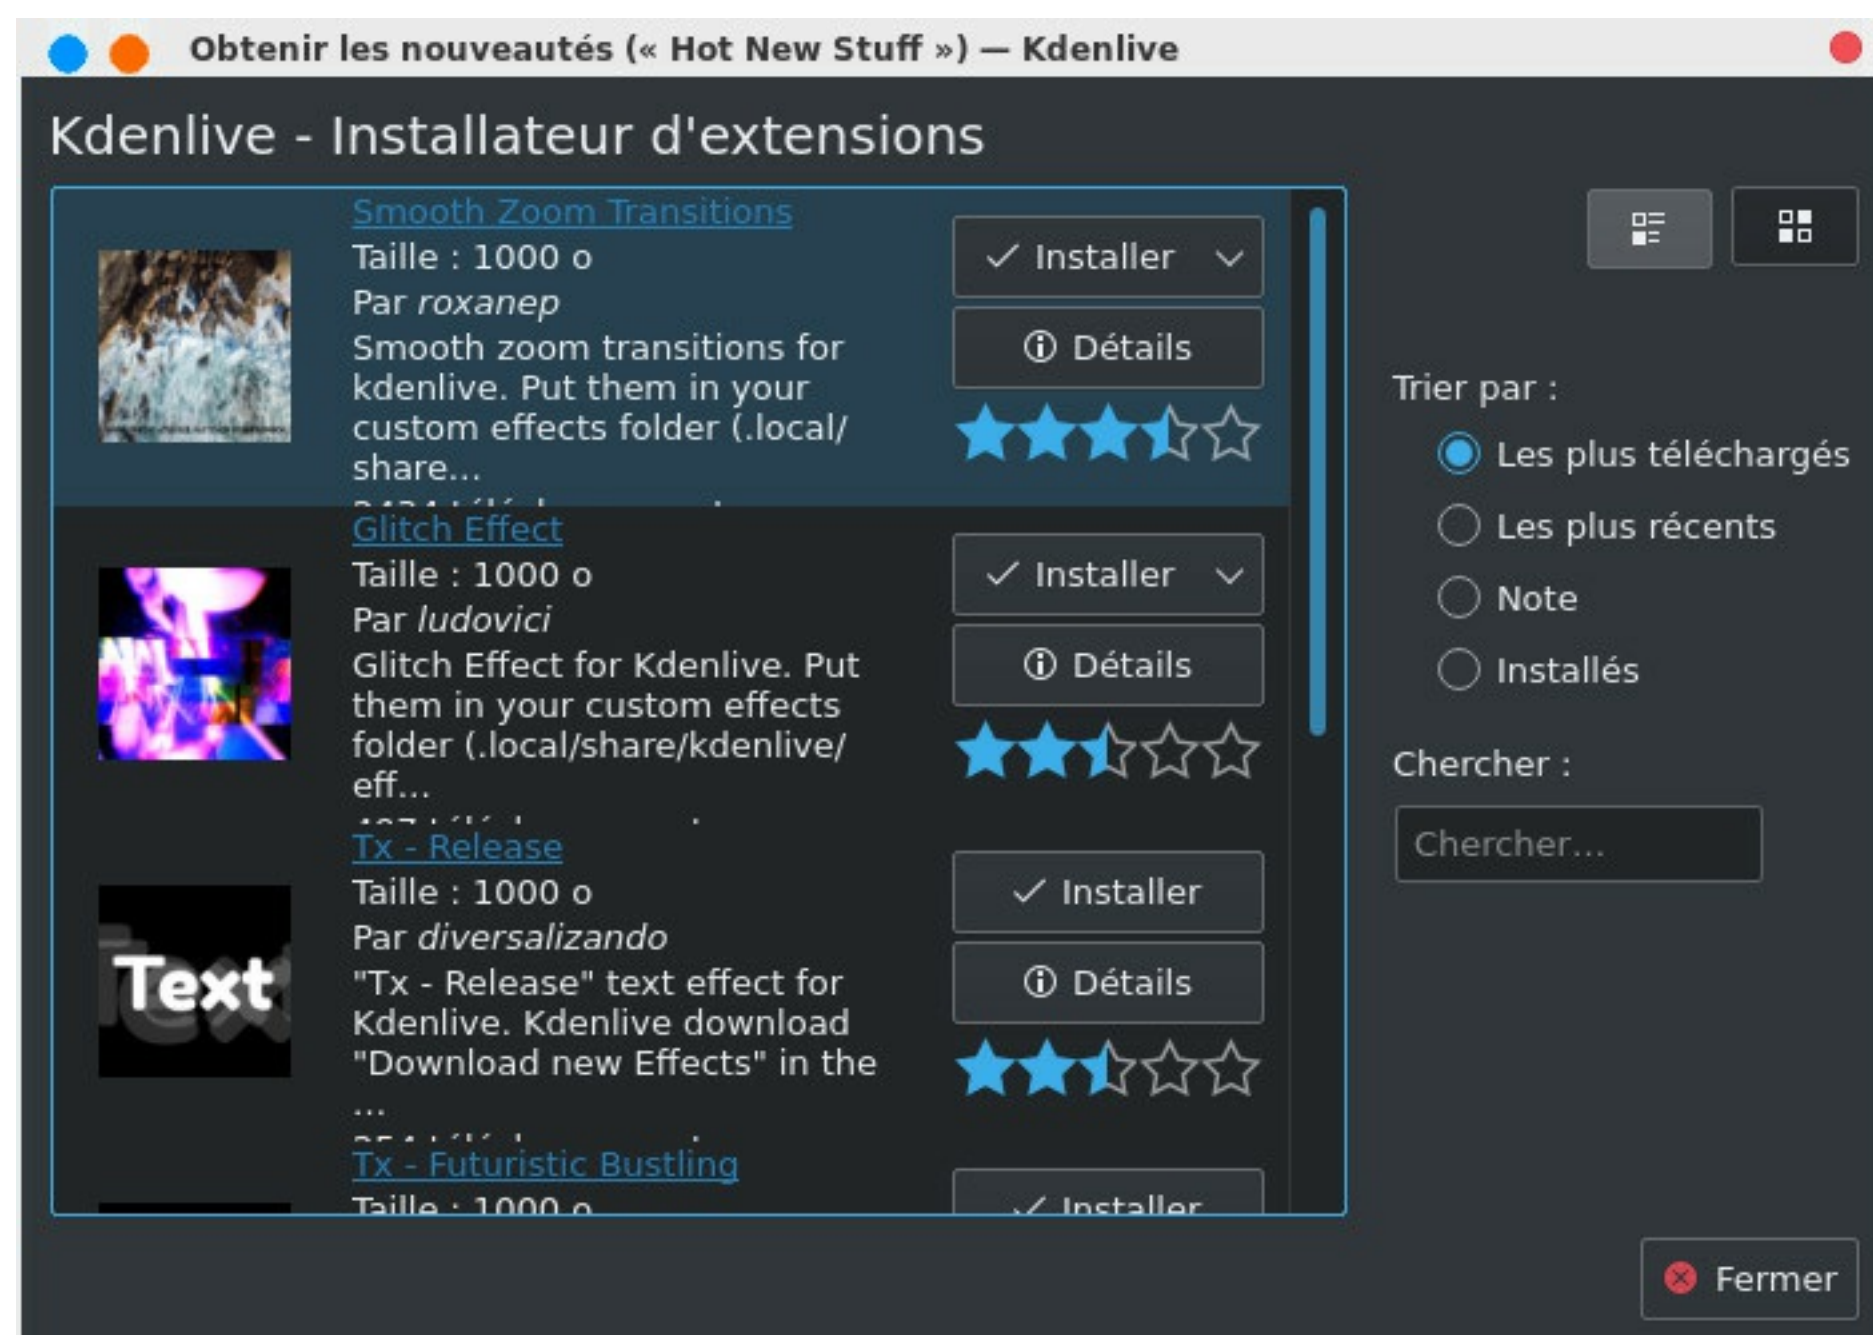 Obtenir les nouveautés (« Hot New Stuff ») — Kdenlive
Kdenlive - Installateur d'extensions
Smooth Zoom Transitions
Taille : 1000 o
Par roxanep
Smooth zoom transitions for
kdenlive. Put them in your
custom effects folder (.local/
share...
Installer
Détails
Glitch Effect
Taille : 1000 o
Par ludovici
Glitch Effect for Kdenlive. Put
them in your custom effects
folder (.local/share/kdenlive/
eff...
Installer
Détails
Tx - Release
Taille : 1000 o
Par diversalizando
"Tx - Release" text effect for
Kdenlive. Kdenlive download
"Download new Effects" in the
...
Text
Installer
Détails
Tx - Futuristic Bustling
Taille : 1000 o
Installer
Trier par :
Les plus téléchargés
Les plus récents
Note
Installés
Chercher :
Chercher...
Fermer